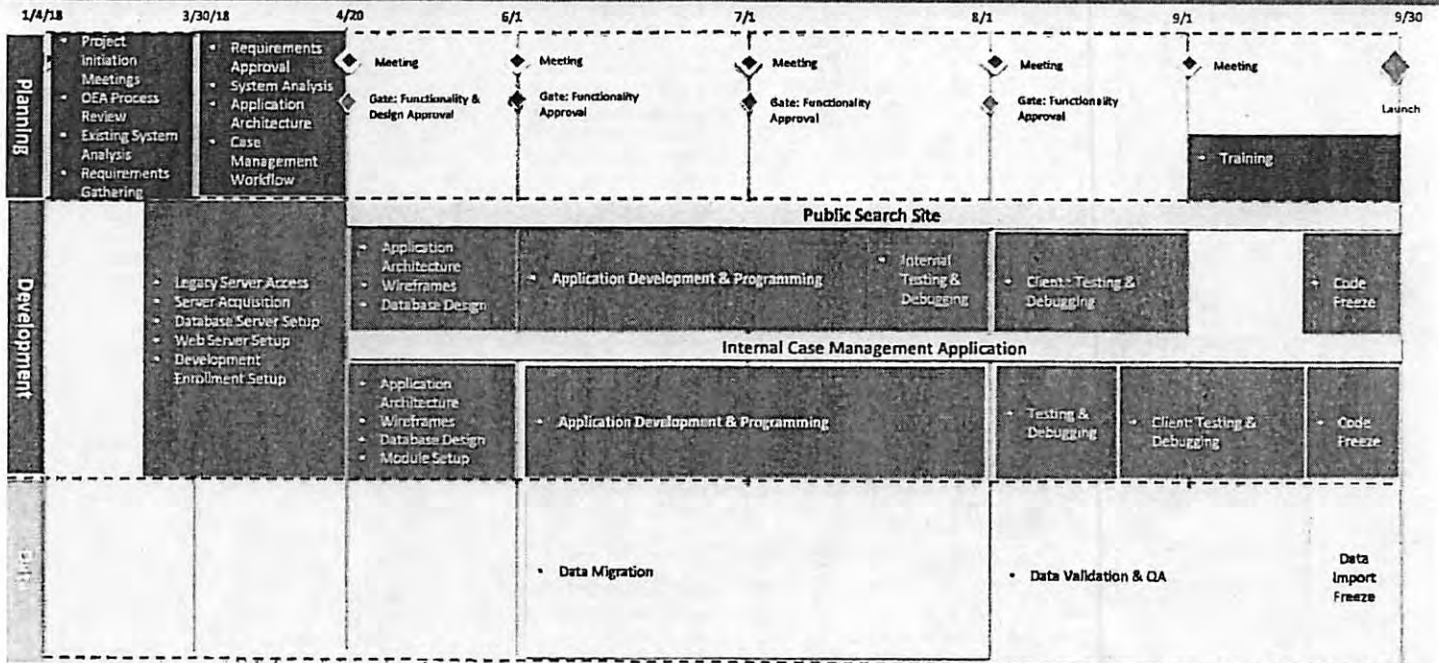 1/4/18
3/30/18
4/20
6/1
7/1
8/1
9/1
9/30
Planning
• Project
Initiation
Meetings
• OEA Process
Review
• Existing System
Analysis
• Requirements
Gathering
• Requirements
Approval
• System Analysis
• Application
Architecture
• Case
Management
Workflow
Meeting
Gate: Functionality &
Design Approval
Meeting
Gate: Functionality
Approval
Meeting
Gate: Functionality
Approval
Meeting
Gate: Functionality
Approval
Meeting
Launch
• Training
Development
• Legacy Server Access
• Server Acquisition
• Database Server Setup
• Web Server Setup
• Development
Enrollment Setup
Public Search Site
• Application
Architecture
• Wireframes
• Database Design
• Application Development & Programming
• Internal
Testing &
Debugging
• Client Testing &
Debugging
• Code
Freeze
Internal Case Management Application
• Application
Architecture
• Wireframes
• Database Design
• Module Setup
• Application Development & Programming
• Testing &
Debugging
• Client Testing &
Debugging
• Code
Freeze
Data
• Data Migration
• Data Validation & QA
Data
Import
Freeze